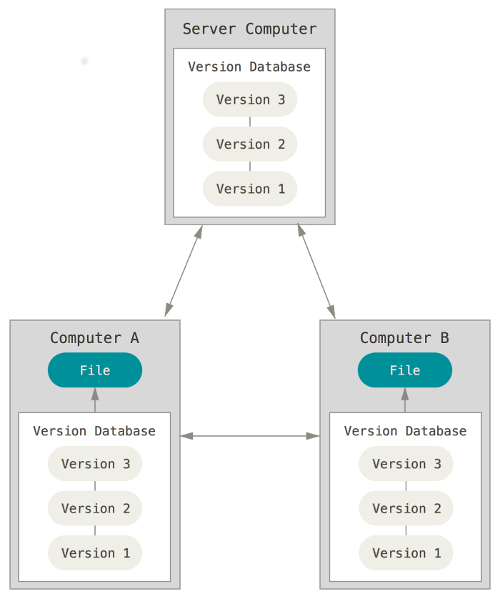 Server Computer
Version Database
Version 3
Version 2
Version 1
Computer A
File
Version Database
Version 3
Version 2
Version 1
Computer B
File
Version Database
Version 3
Version 2
Version 1